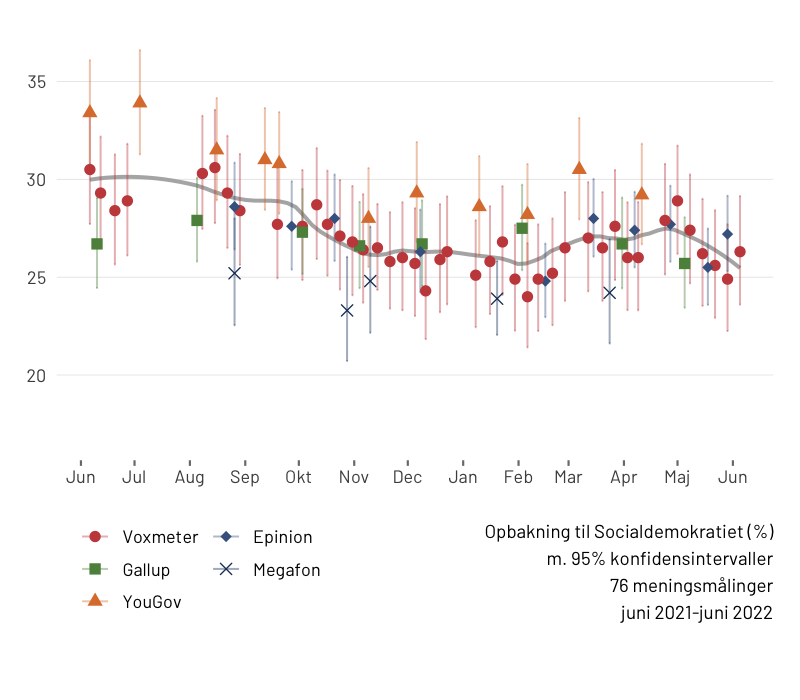 35
30
25
20
Jun Jul Aug Sep Okt Nov Dec Jan Feb Mar Apr Maj Jun
Voxmeter Epinion
Gallup Megafon
YouGov
Opbakning til Socialdemokratiet (%)
m. 95% konfidensintervaller
76 meningsmålinger
juni 2021-juni 2022